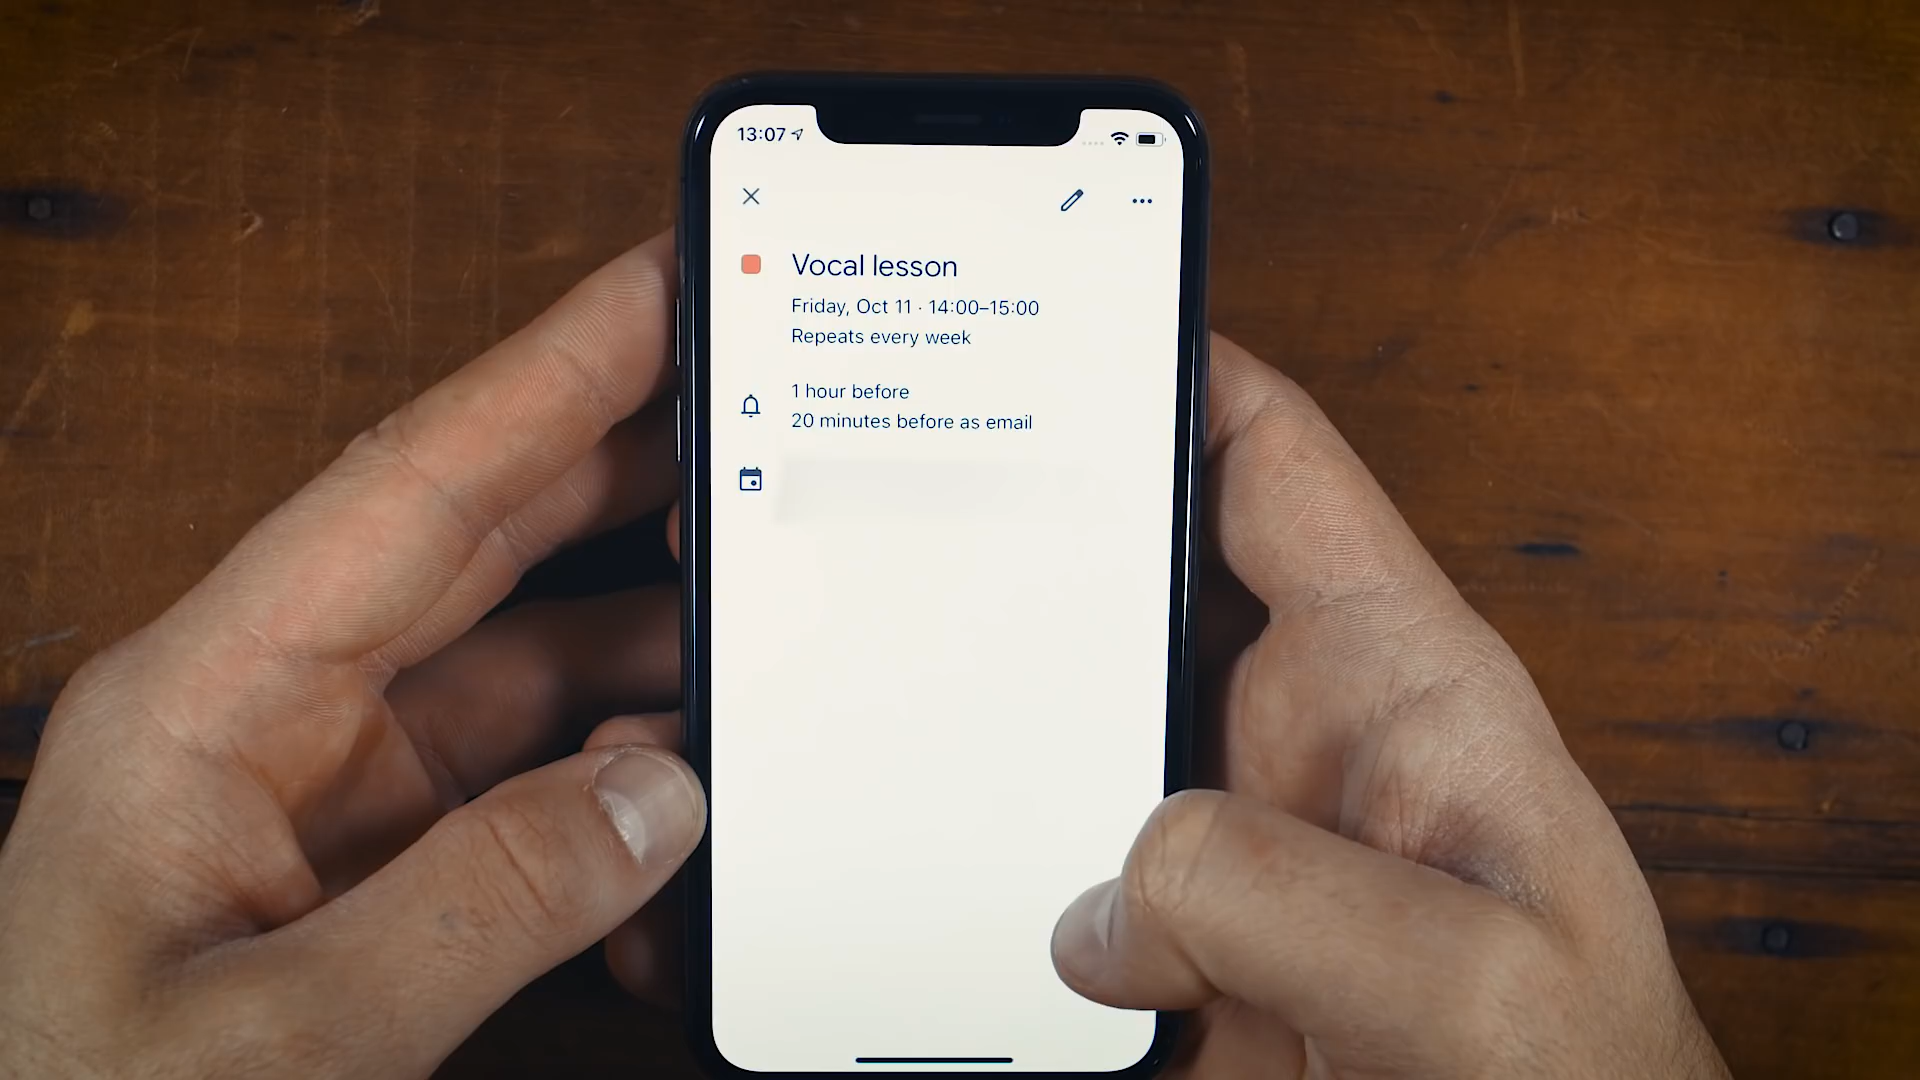 13:07
Vocal lesson
Friday, Oct 11 · 14:00–15:00
Repeats every week
1 hour before
20 minutes before as email